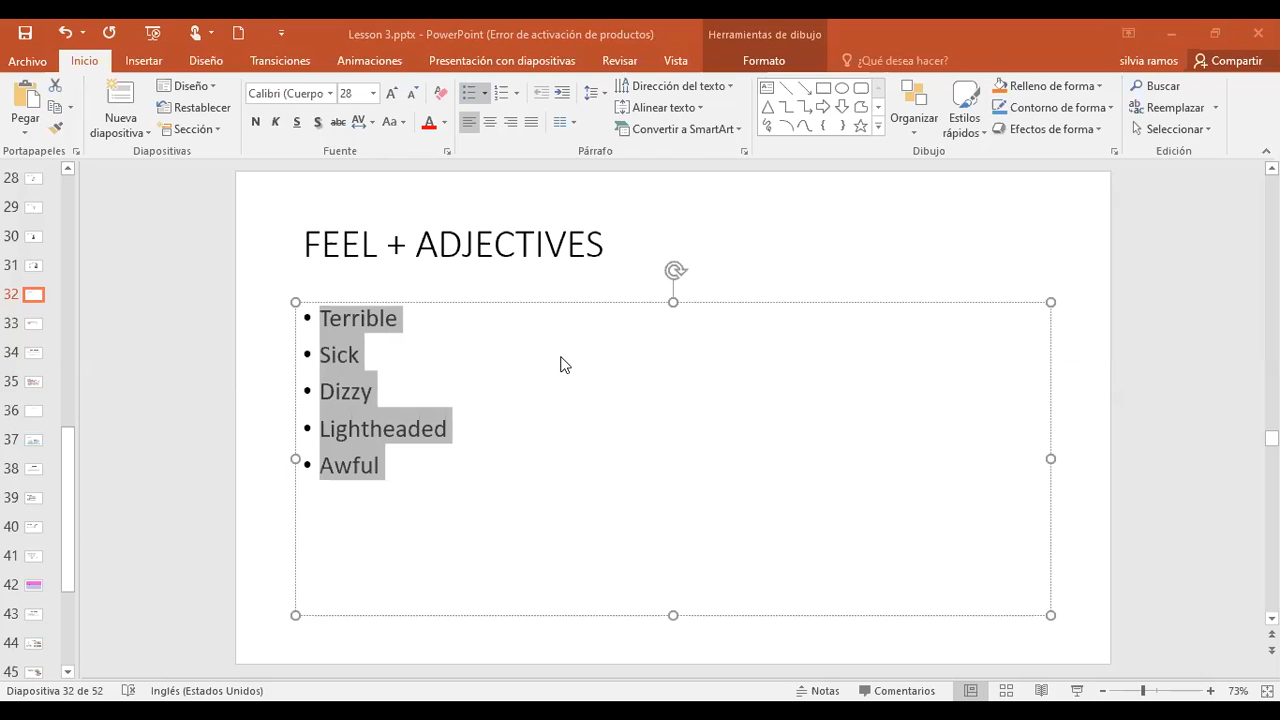 Lesson 3.pptx - PowerPoint (Error de activación de productos)
Herramientas de dibujo
Archivo
Inicio
Insertar
Diseño
Transiciones
Animaciones
Presentación con diapositivas
Revisar
Vista
Formato
¿Qué desea hacer?
silvia ramos
Compartir
Pegar
Portapapeles
Nueva
diapositiva
Diseño
Restablecer
Sección
Diapositivas
Calibri (Cuerpo)
28
N K S S abc AV Aa A
Fuente
Dirección del texto
Alinear texto
Convertir a SmartArt
Párrafo
Organizar
Estilos
rápidos
Relleno de forma
Contorno de forma
Efectos de forma
Dibujo
Buscar
Reemplazar
Seleccionar
Edición
28
29
30
31
32
33
34
35
36
37
38
39
40
41
42
43
44
45
FEEL + ADJECTIVES
• Terrible
• Sick
• Dizzy
• Lightheaded
• Awful
Diapositiva 32 de 52
Inglés (Estados Unidos)
Notas
Comentarios
73%